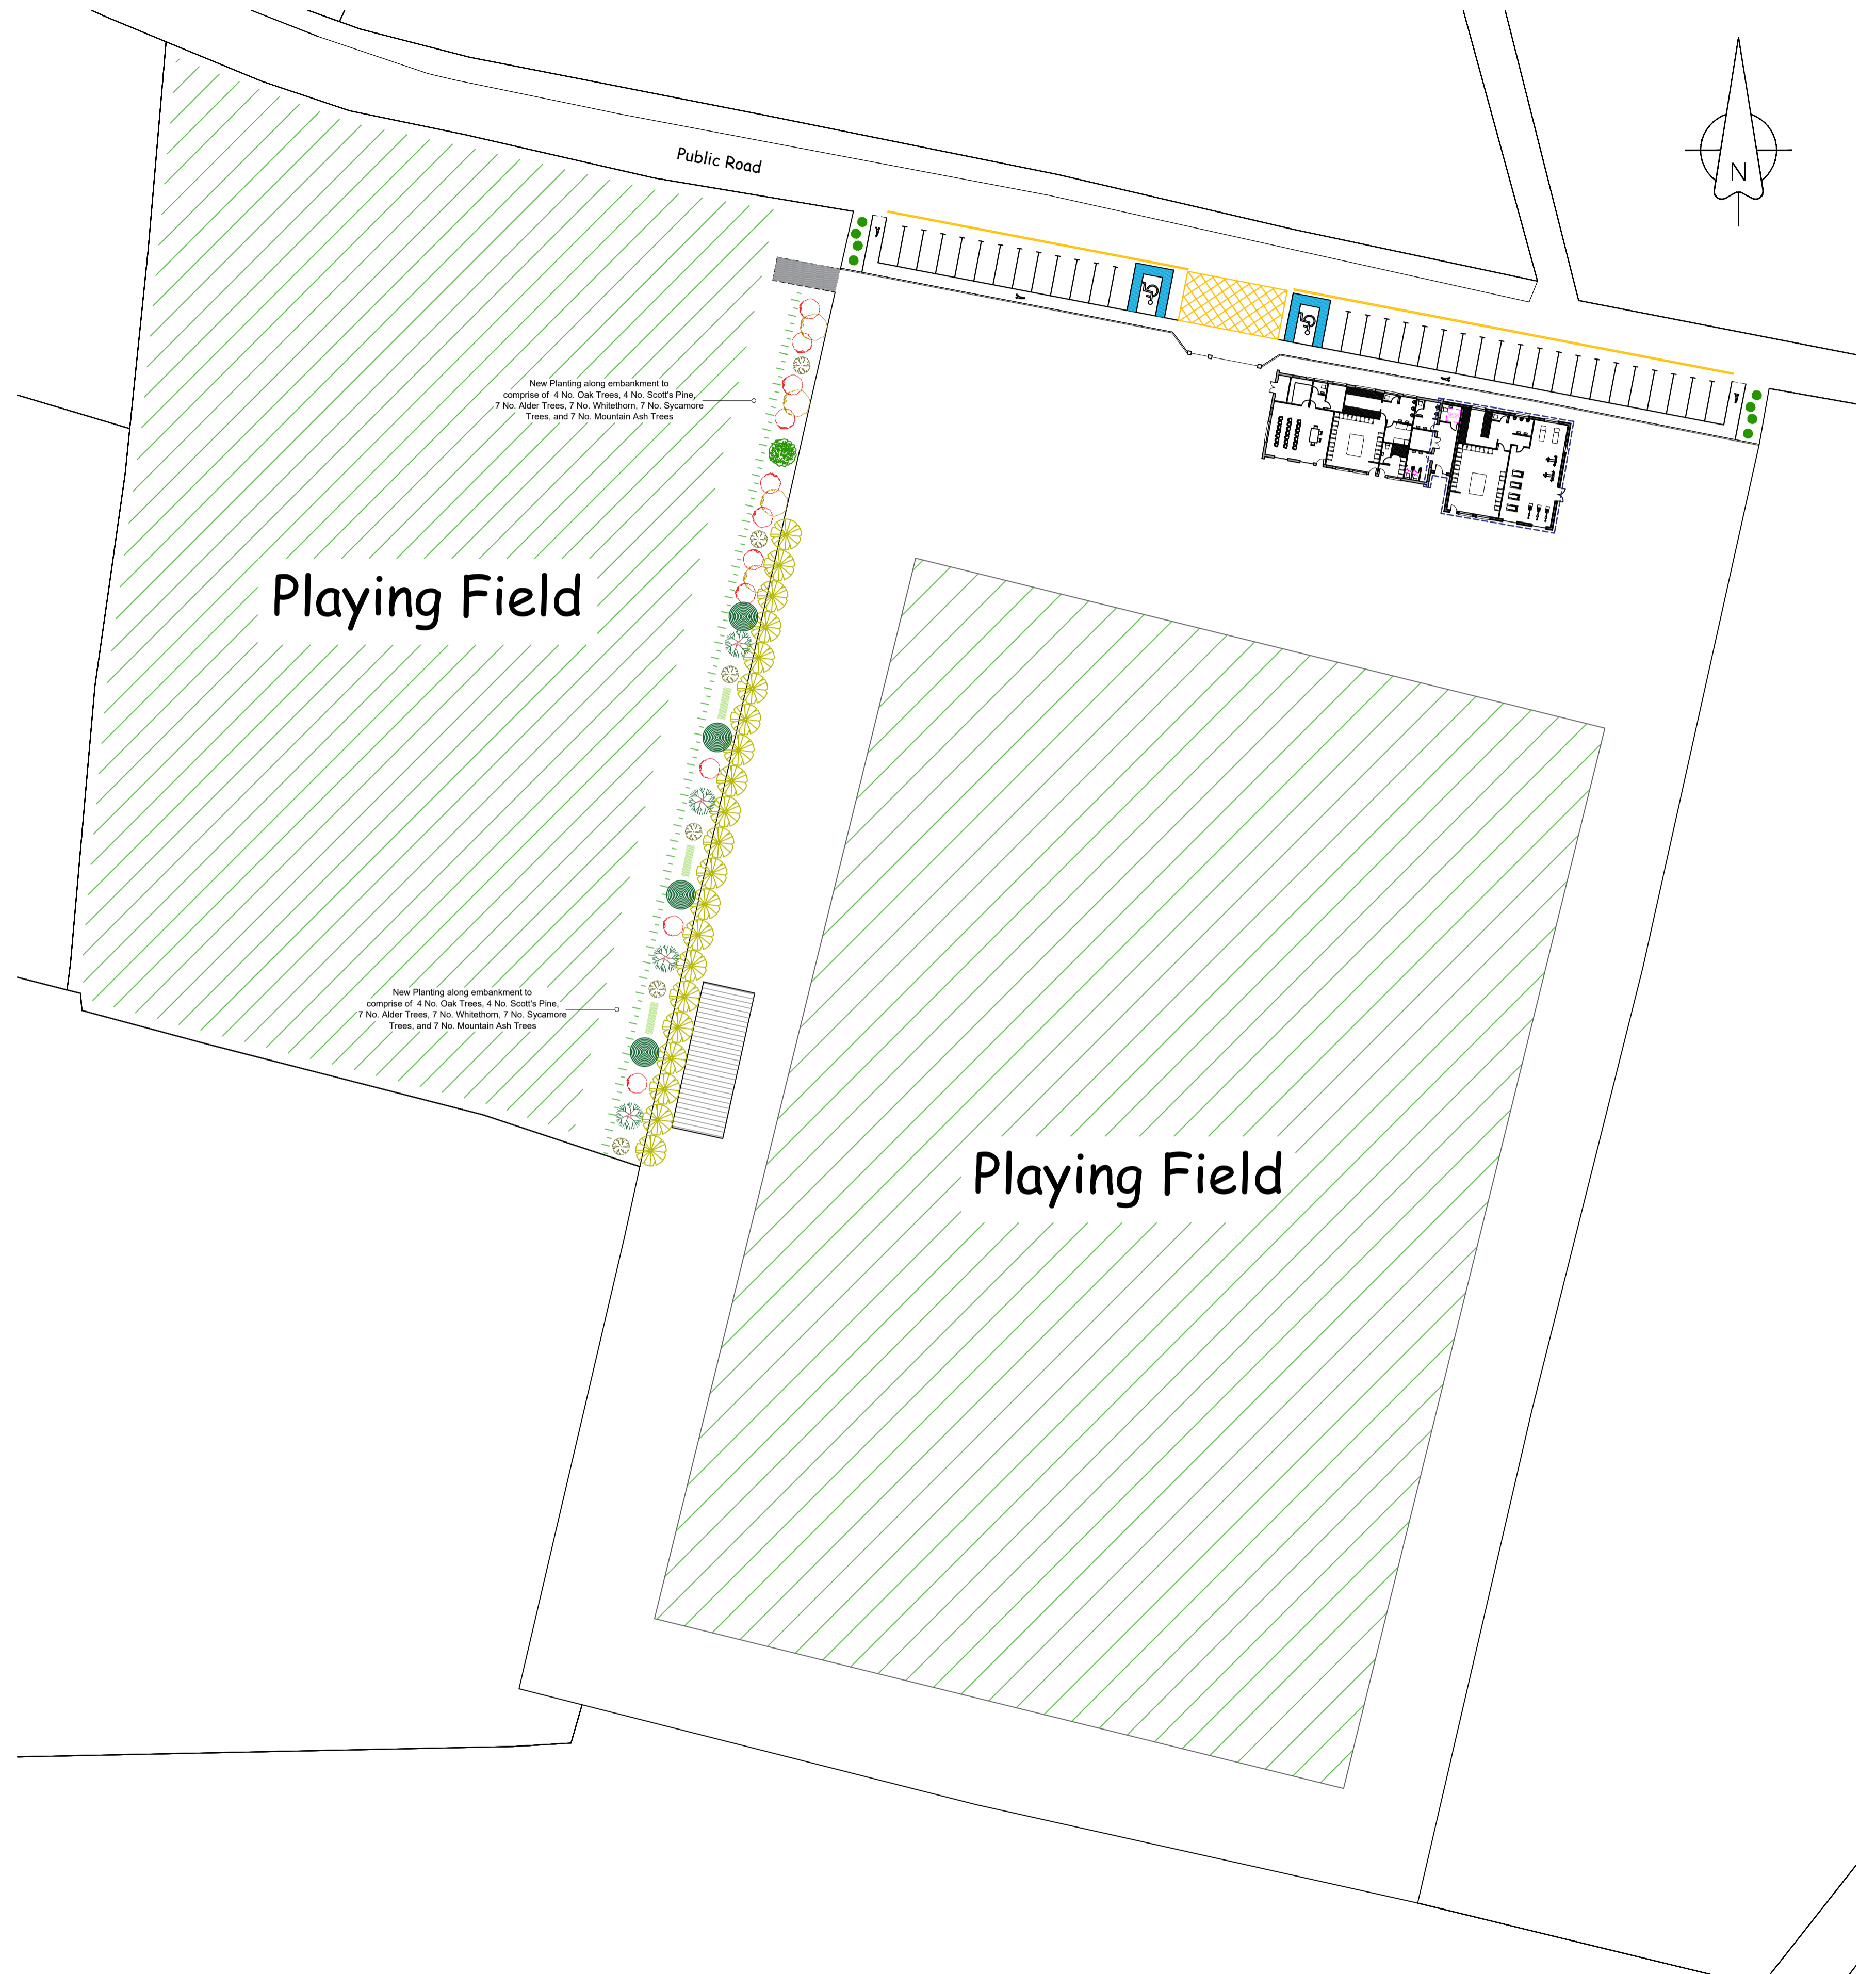 Public Road
N
New Planting along embankment to
comprise of 4 No. Oak Trees, 4 No. Scott's Pine,
7 No. Alder Trees, 7 No. Whitethorn, 7 No. Sycamore
Trees, and 7 No. Mountain Ash Trees
Playing Field
New Planting along embankment to
comprise of 4 No. Oak Trees, 4 No. Scott's Pine,
7 No. Alder Trees, 7 No. Whitethorn, 7 No. Sycamore
Trees, and 7 No. Mountain Ash Trees
Playing Field